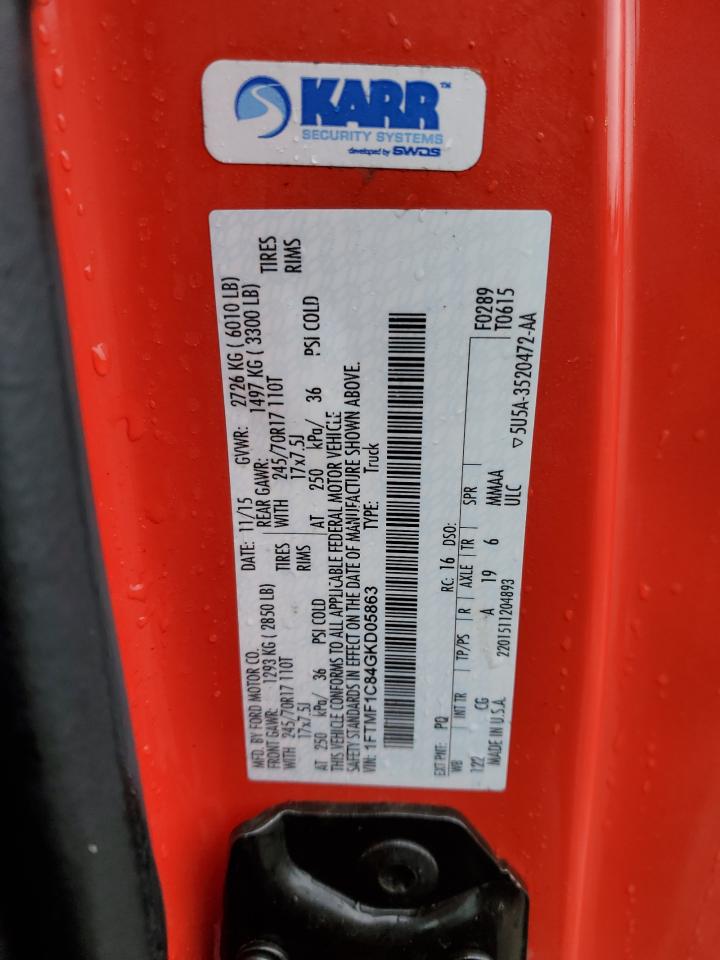 KARR™
SECURITY SYSTEMS
developed by SWDS
MFD. BY FORD MOTOR CO. DATE: 11/15 GVWR: 2726 KG ( 6010 LB)
FRONT GAWR: 1293 KG ( 2850 LB) REAR GAWR: 1497 KG ( 3300 LB)
WITH 245/70R17 110T TIRES WITH 245/70R17 110T TIRES
17x7.5J RIMS 17x7.5J RIMS
AT 250 kPa/ 36 PSI COLD AT 250 kPa/ 36 PSI COLD
THIS VEHICLE CONFORMS TO ALL APPLICABLE FEDERAL MOTOR VEHICLE
SAFETY STANDARDS IN EFFECT ON THE DATE OF MANUFACTURE SHOWN ABOVE.
VIN: 1FTMF1C84GKD05863 TYPE: Truck
F0289
T0615
EXT PNT: PQ RC: 16 DSO:
WB INT TR TP/PS R AXLE TR SPR
122 CG A 19 6 MMAA
ULC
▽5U5A-3520472-AA
MADE IN U.S.A. 2201511204893